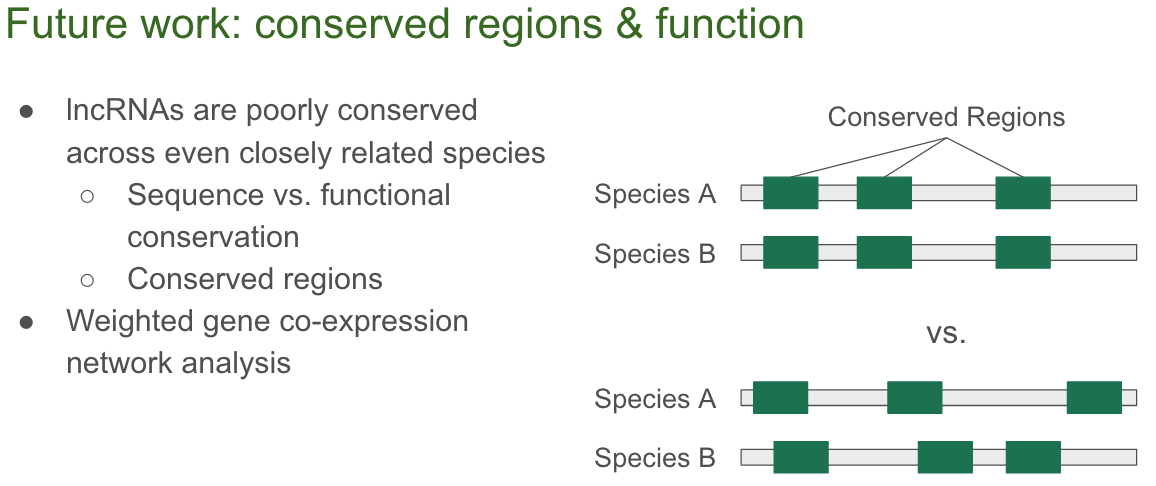 Future work: conserved regions & function
● lncRNAs are poorly conserved
across even closely related species
○ Sequence vs. functional
conservation
○ Conserved regions
● Weighted gene co-expression
network analysis
Conserved Regions
Species A
Species B
vs.
Species A
Species B